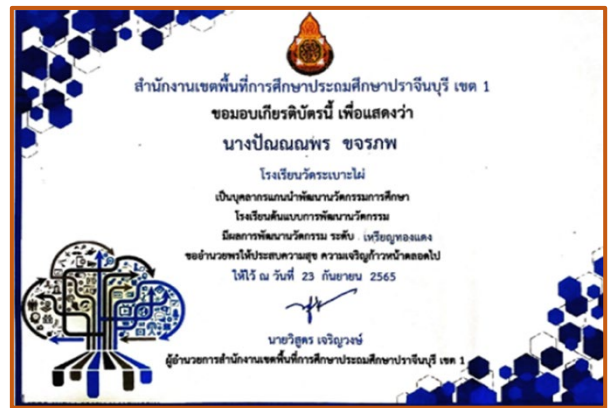 สำนักงานเขตพื้นที่การศึกษาประถมศึกษาปราจีนบุรี เขต 1
ขอมอบเกียรติบัตรนี้ เพื่อแสดงว่า
นางปัณณณพร ขจรภพ
โรงเรียนวัดระเบาะไผ่
เป็นบุคลากรแกนนำพัฒนานวัตกรรมการศึกษา
โรงเรียนต้นแบบการพัฒนานวัตกรรม
มีผลการพัฒนานวัตกรรม ระดับ เหรียญทองแดง
ขออำนวยพรให้ประสบความสุข ความเจริญก้าวหน้าตลอดไป
ให้ไว้ ณ วันที่ 23 กันยายน 2565
นายวิสูตร เจริญวงษ์
ผู้อำนวยการสำนักงานเขตพื้นที่การศึกษาประถมศึกษาปราจีนบุรี เขต 1